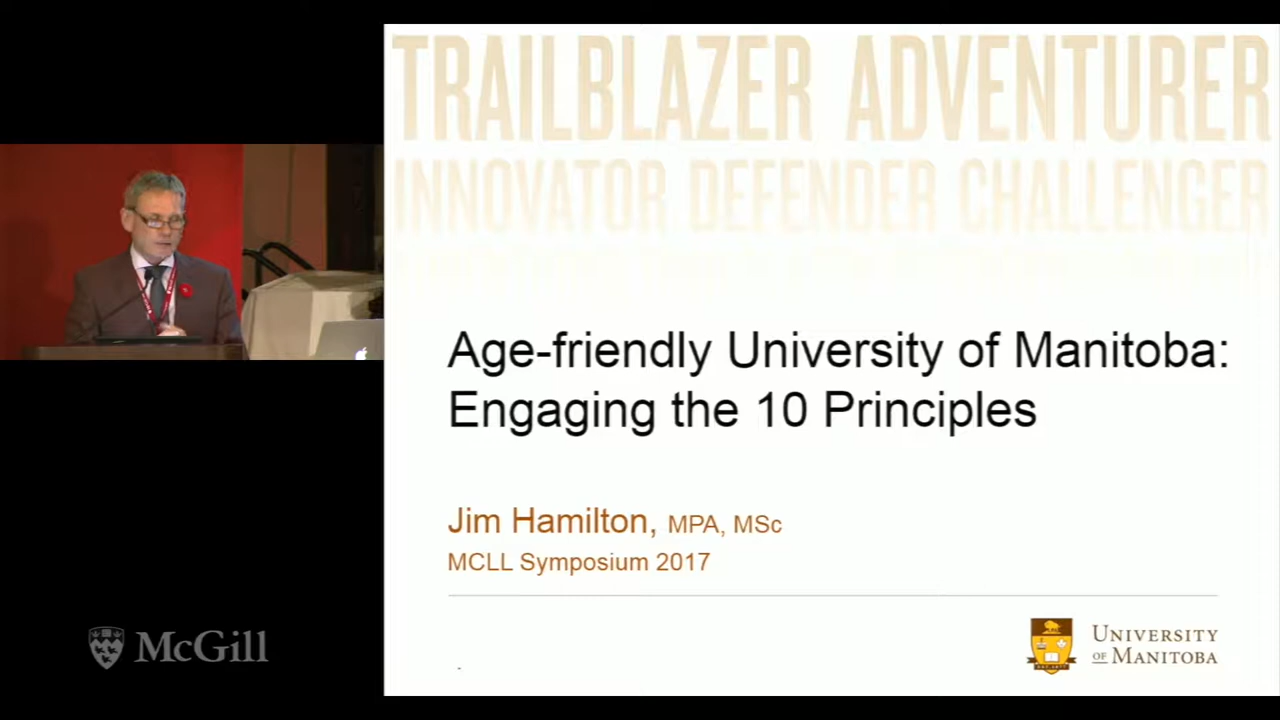 TRAILBLAZER ADVENTURER
INNOVATOR DEFENDER CHALLENGER
Age-friendly University of Manitoba:
Engaging the 10 Principles
Jim Hamilton, MPA, MSc
MCLL Symposium 2017
UNIVERSITY
OF MANITOBA
McGill